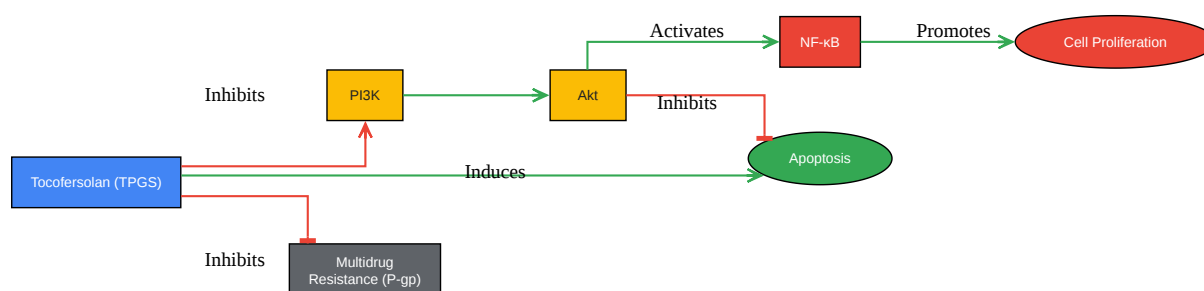 Activates
NF-κB
Promotes
Cell Proliferation
Inhibits
PI3K
Akt
Inhibits
Apoptosis
Tocofersolan (TPGS)
Induces
Inhibits
Multidrug
Resistance (P-gp)